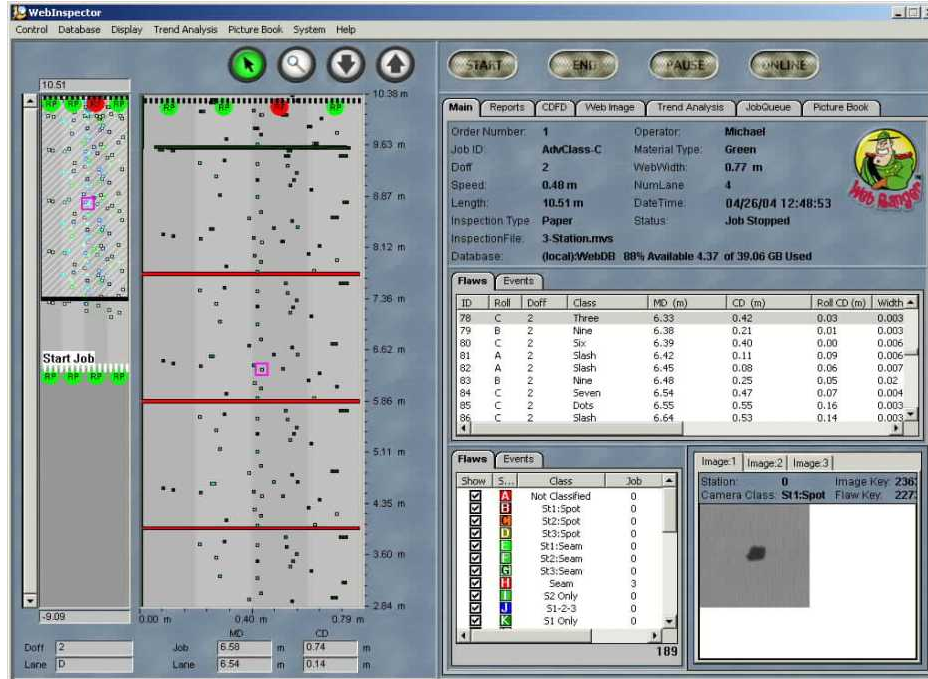 WebInspector
Control Database Display Trend Analysis Picture Book System Help
START END PAUSE ONLINE
10.51
RP RP RP RP
10.38 m
9.63 m
8.87 m
8.12 m
7.36 m
6.62 m
5.86 m
5.11 m
4.35 m
3.60 m
2.84 m
Start Job
RP RP RP RP
-9.09
0.00 m 0.40 m 0.79 m
MD CD
Doff 2 Job 6.58 m 0.74 m
Lane D Lane 6.54 m 0.14 m
Main Reports CDFD Web Image Trend Analysis JobQueue Picture Book
Order Number: 1 Operator: Michael
Job ID: AdvClass-C Material Type: Green
Doff 2 WebWidth: 0.77 m
Speed: 0.48 m NumLane 4
Length: 10.51 m DateTime: 04/26/04 12:48:53
Inspection Type Paper Status: Job Stopped
InspectionFile: 3-Station.mvs
Database: (local):WebDB 88% Available 4.37 of 39.06 GB Used
Web Ranger
Flaws Events
ID Roll Doff Class MD (m) CD (m) Roll CD (m) Width
78 C 2 Three 6.33 0.42 0.03 0.003
79 B 2 Nine 6.38 0.21 0.01 0.003
80 C 2 Six 6.39 0.40 0.00 0.006
81 A 2 Slash 6.42 0.11 0.09 0.006
82 A 2 Slash 6.45 0.08 0.06 0.007
83 B 2 Nine 6.48 0.25 0.05 0.02
84 C 2 Seven 6.54 0.47 0.07 0.004
85 C 2 Dots 6.55 0.55 0.16 0.003
86 C 2 Slash 6.64 0.53 0.14 0.003
Flaws Events
Show S... Class Job
A Not Classified 0
B St1:Spot 0
C St2:Spot 0
D St3:Spot 0
E St1:Seam 0
F St2:Seam 0
G St3:Seam 0
H Seam 3
I S2 Only 0
J S1-2-3 0
K S1 Only 0
189
Image:1 Image:2 Image:3
Station: 0 Image Key: 236
Camera Class: St1:Spot Flaw Key: 227